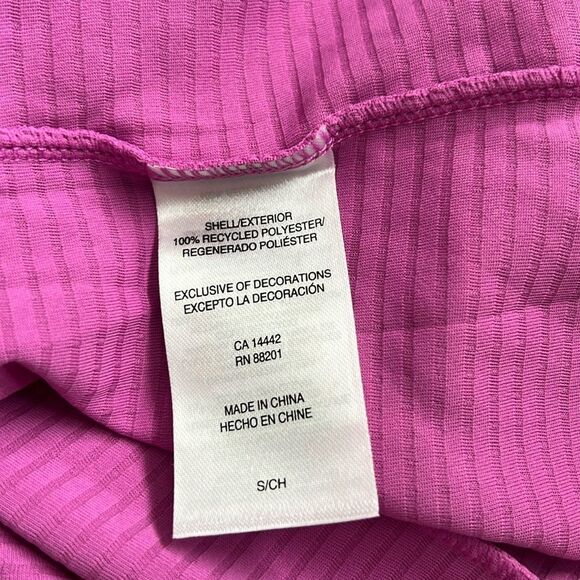 SHELL/EXTERIOR
100% RECYCLED POLYESTER/
REGENERADO POLIÉSTER
EXCLUSIVE OF DECORATIONS
EXCEPTO LA DECORACIÓN
CA 14442
RN 88201
MADE IN CHINA
HECHO EN CHINE
S/CH